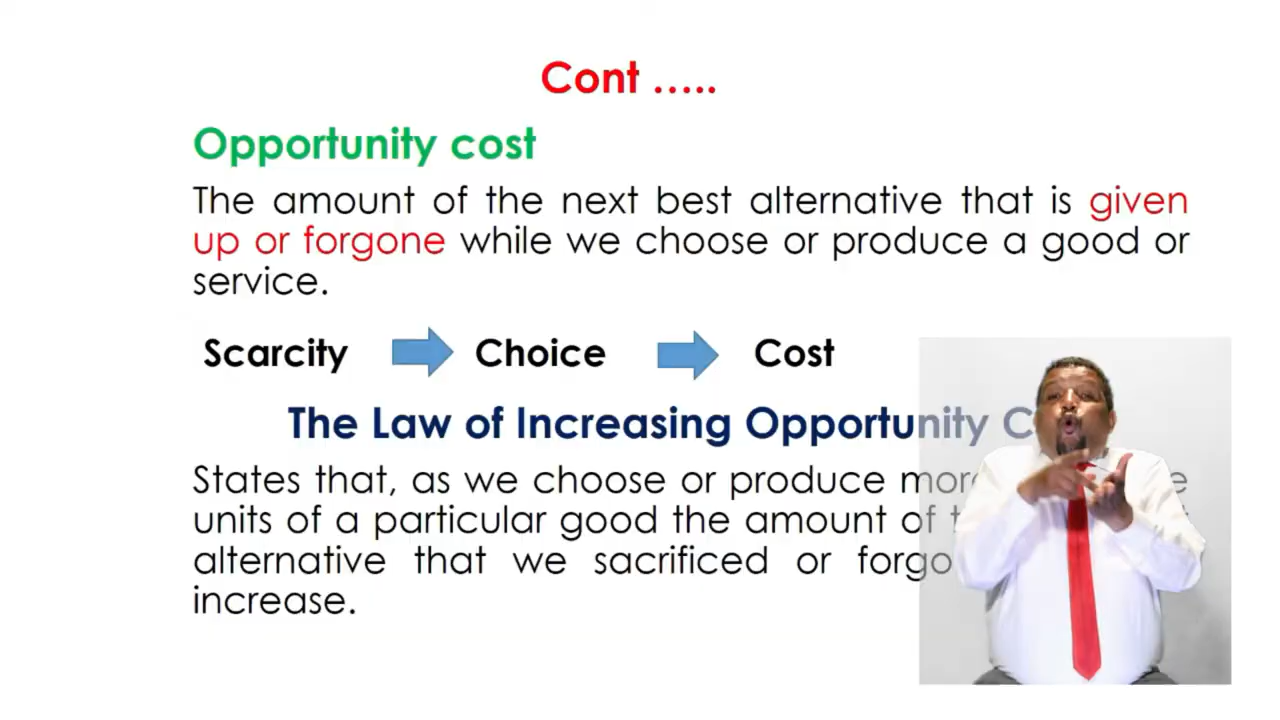 Cont .....
Opportunity cost
The amount of the next best alternative that is given
up or forgone while we choose or produce a good or
service.
Scarcity Choice Cost
The Law of Increasing Opportunity C
States that, as we choose or produce more
units of a particular good the amount of
alternative that we sacrificed or forgo
increase.